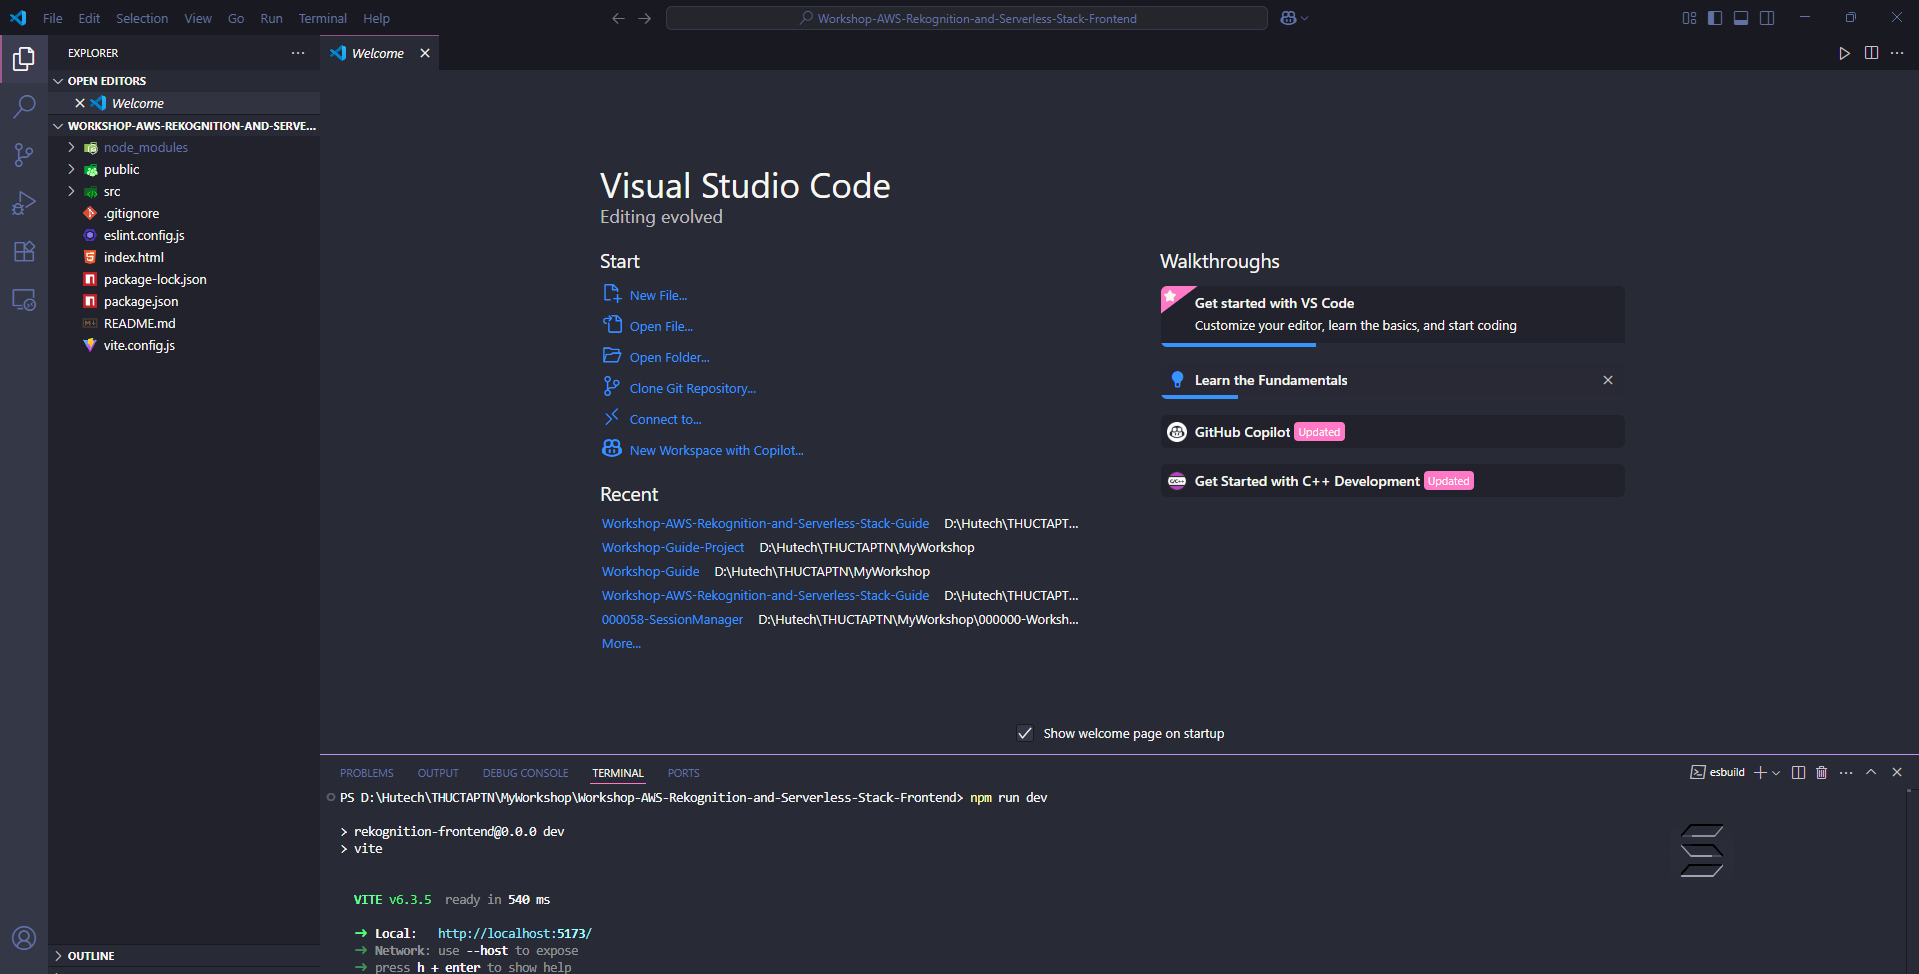 File Edit Selection View Go Run Terminal Help
Workshop-AWS-Rekognition-and-Serverless-Stack-Frontend
EXPLORER
OPEN EDITORS
Welcome
WORKSHOP-AWS-REKOGNITION-AND-SERVE...
node_modules
public
src
.gitignore
eslint.config.js
index.html
package-lock.json
package.json
README.md
vite.config.js
OUTLINE
Welcome
Visual Studio Code
Editing evolved
Start
New File...
Open File...
Open Folder...
Clone Git Repository...
Connect to...
New Workspace with Copilot...
Recent
Workshop-AWS-Rekognition-and-Serverless-Stack-Guide D:\Hutech\THUCTAPT...
Workshop-Guide-Project D:\Hutech\THUCTAPTN\MyWorkshop
Workshop-Guide D:\Hutech\THUCTAPTN\MyWorkshop
Workshop-AWS-Rekognition-and-Serverless-Stack-Guide D:\Hutech\THUCTAPT...
000058-SessionManager D:\Hutech\THUCTAPTN\MyWorkshop\000000-Worksh...
More...
Walkthroughs
Get started with VS Code
Customize your editor, learn the basics, and start coding
Learn the Fundamentals
GitHub Copilot Updated
Get Started with C++ Development Updated
Show welcome page on startup
PROBLEMS OUTPUT DEBUG CONSOLE TERMINAL PORTS
esbuild
PS D:\Hutech\THUCTAPTN\MyWorkshop\Workshop-AWS-Rekognition-and-Serverless-Stack-Frontend> npm run dev
> rekognition-frontend@0.0.0 dev
> vite
VITE v6.3.5 ready in 540 ms
➜ Local: http://localhost:5173/
➜ Network: use --host to expose
➜ press h + enter to show help